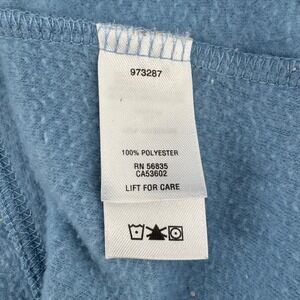 973287
100% POLYESTER
RN 56835
CA53602
LIFT FOR CARE